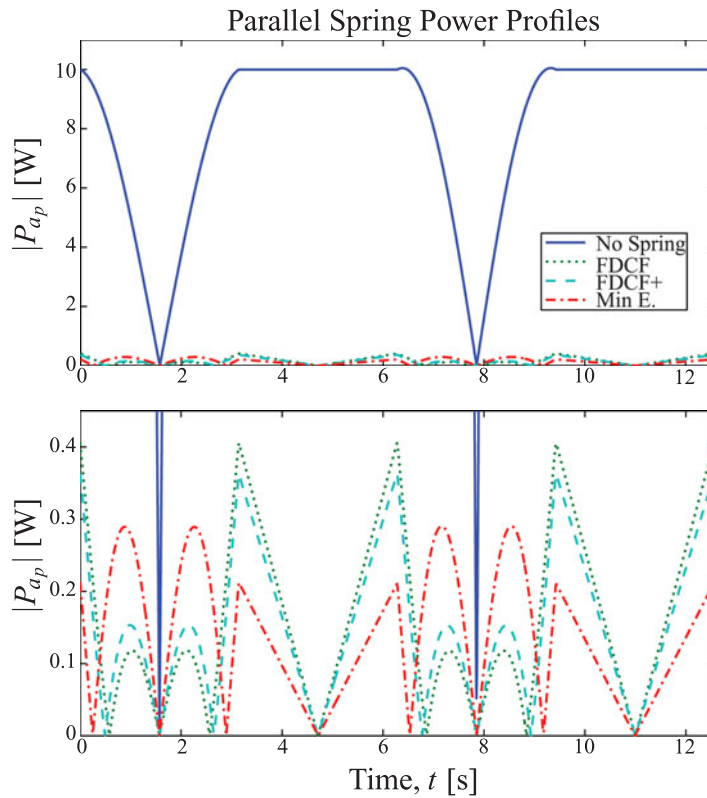 Parallel Spring Power Profiles
|P_{a_p}| [W]
10
8
6
4
2
0
No Spring
FDCF
FDCF+
Min E.
0 2 4 6 8 10 12
|P_{a_p}| [W]
0.4
0.3
0.2
0.1
0
0 2 4 6 8 10 12
Time, t [s]